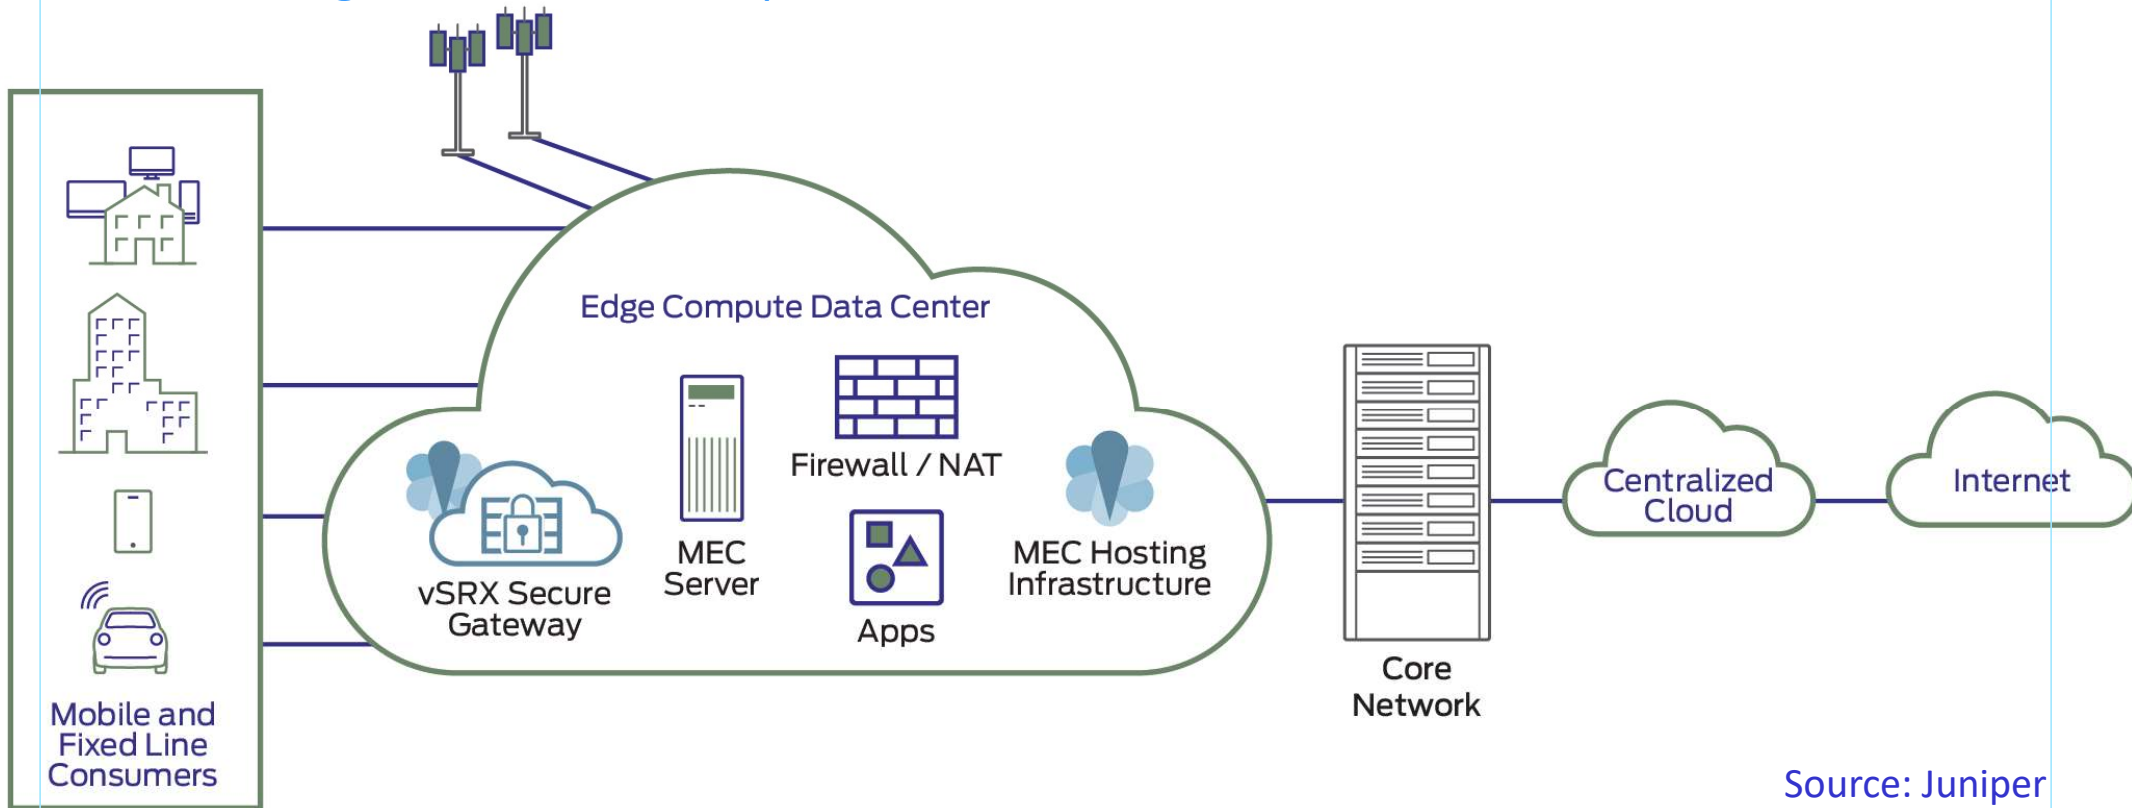 Edge Compute Data Center
Firewall / NAT
MEC
Server
MEC Hosting
Infrastructure
vSRX Secure
Gateway
Apps
Core
Network
Centralized
Cloud
Internet
Mobile and
Fixed Line
Consumers
Source: Juniper